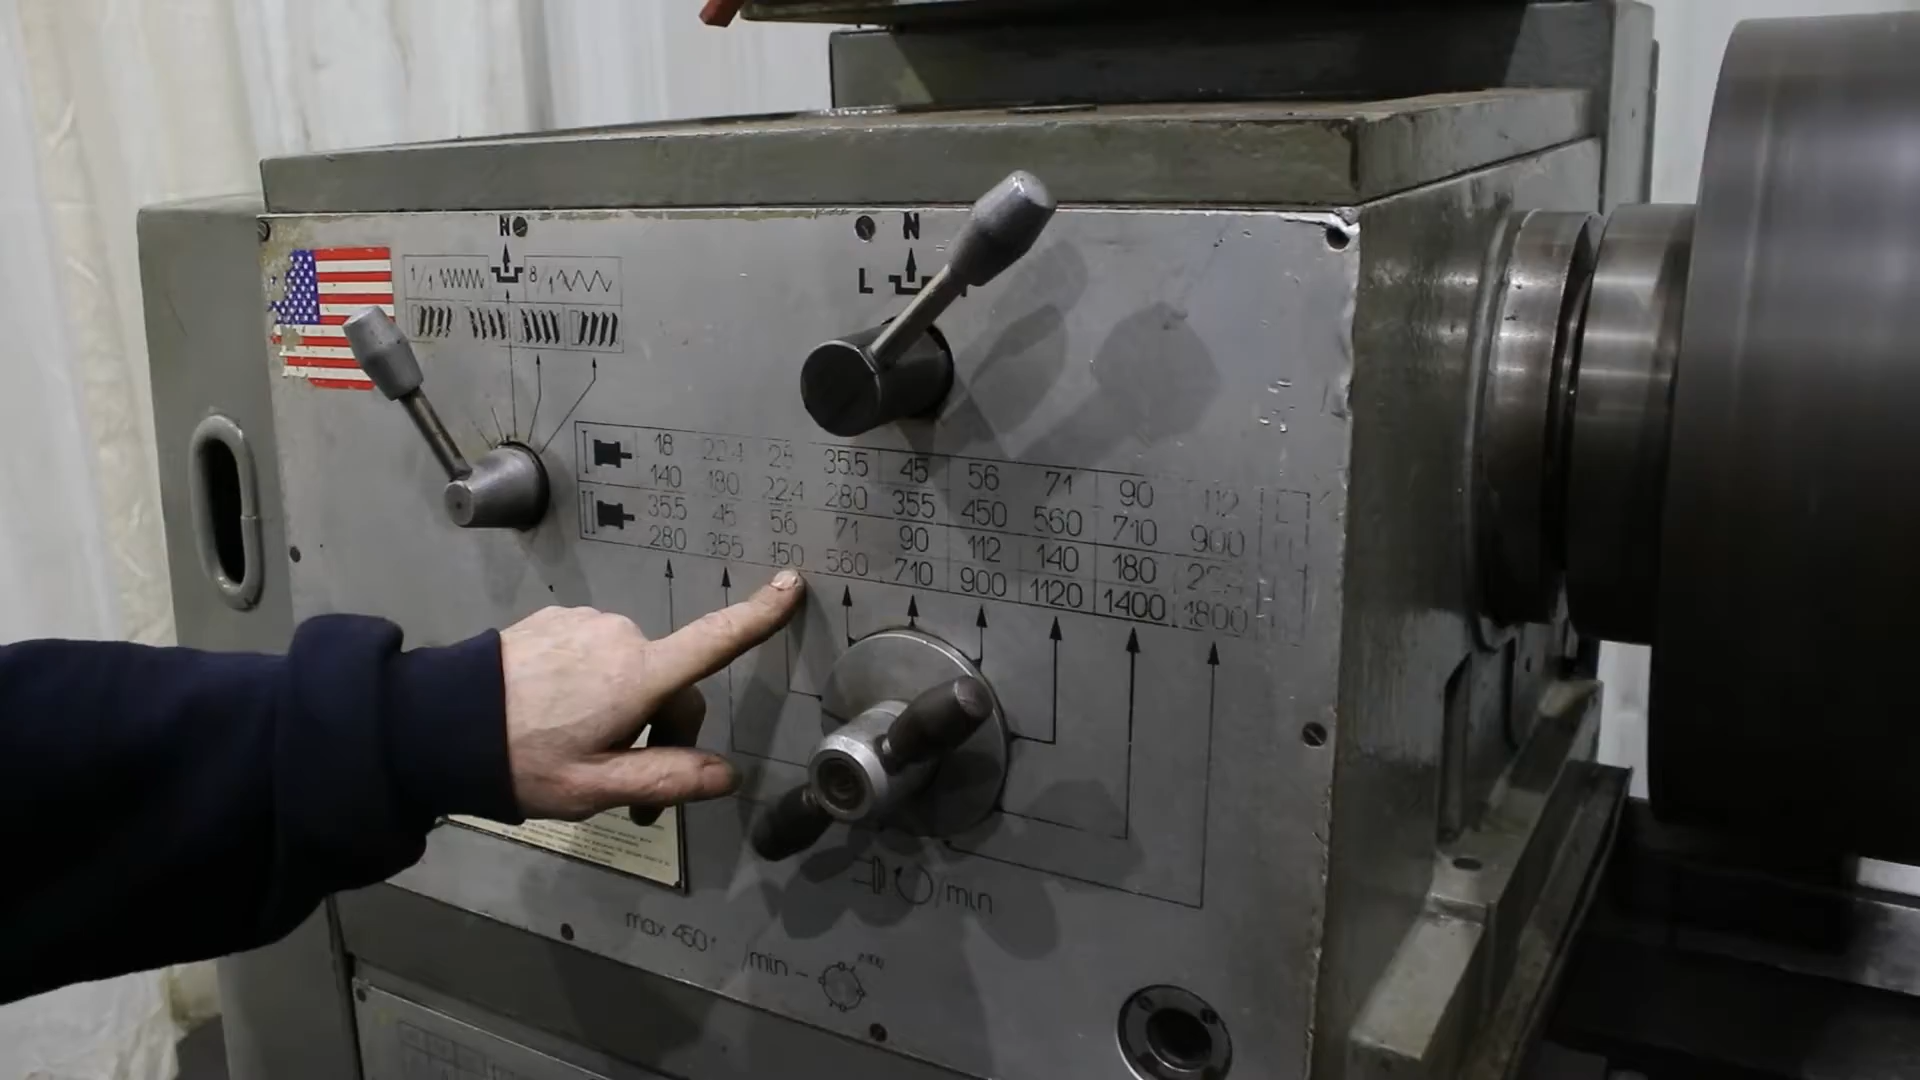 N N
1/1 8/1
L
I 18 22.4 28 35.5 45 56 71 90 112
140 180 224 280 355 450 560 710 900
II 35.5 45 56 71 90 112 140 180
280 355 450 560 710 900 1120 1400 1800
/min
max 450
/min -